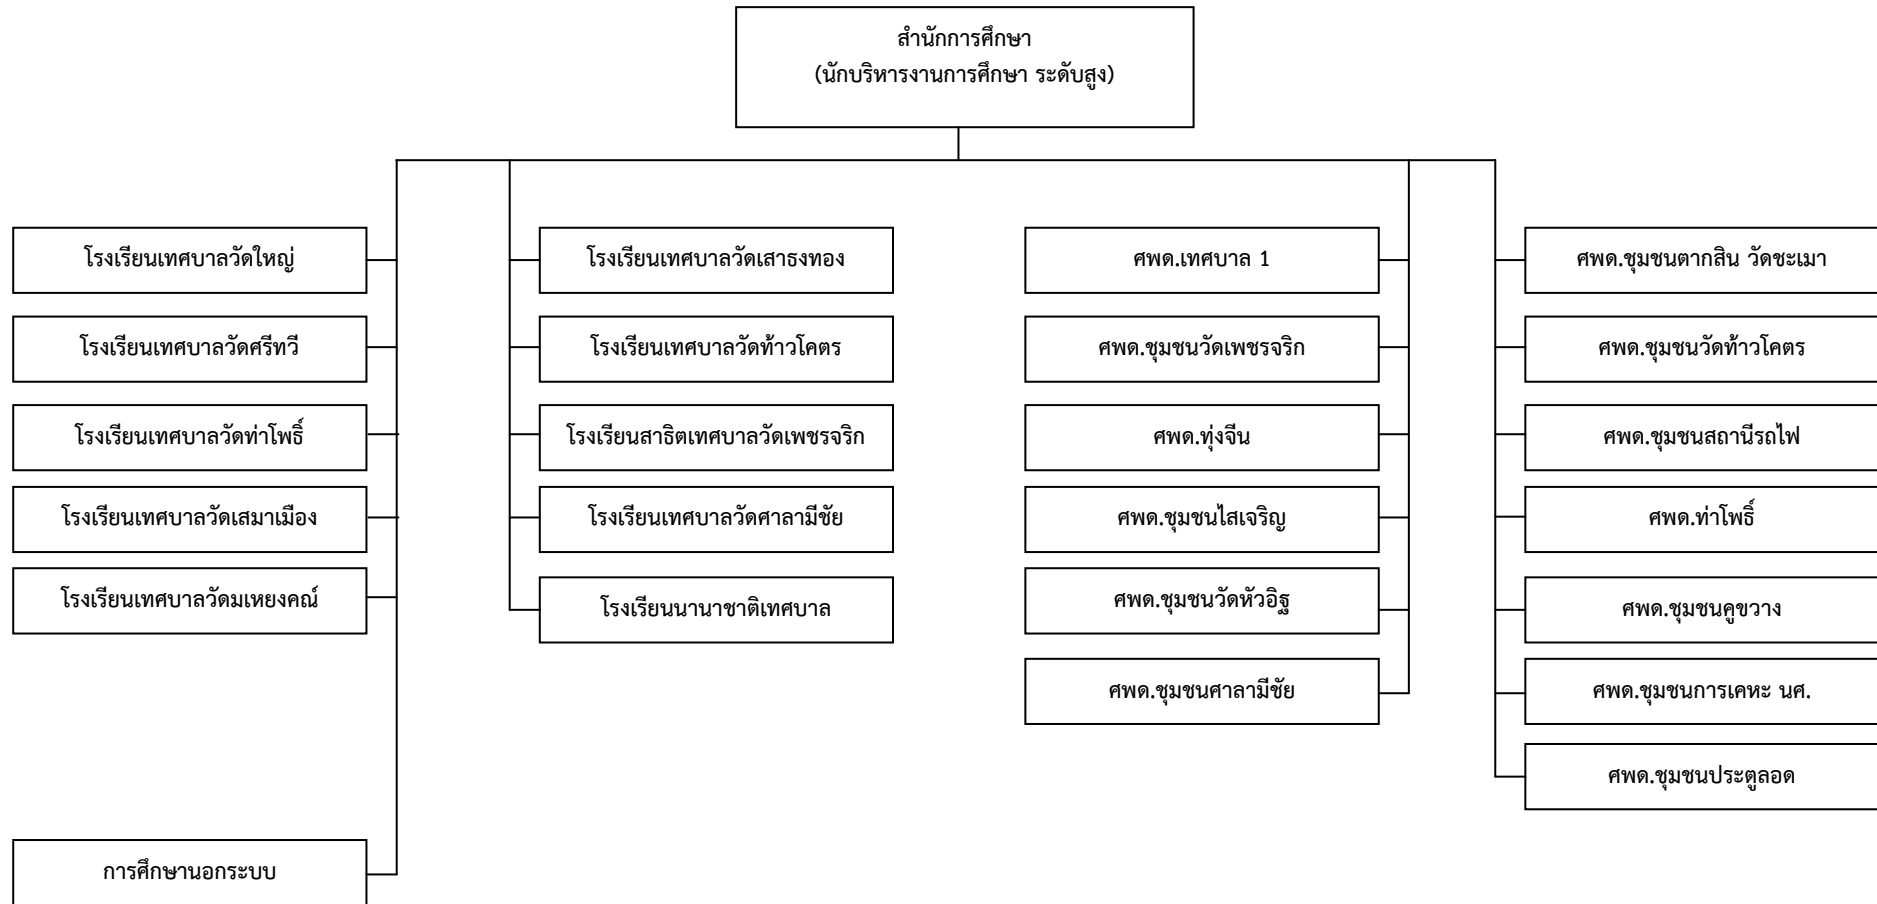 สำนักการศึกษา
(นักบริหารงานการศึกษา ระดับสูง)
โรงเรียนเทศบาลวัดใหญ่
โรงเรียนเทศบาลวัดศรีทวี
โรงเรียนเทศบาลวัดท่าโพธิ์
โรงเรียนเทศบาลวัดเสมาเมือง
โรงเรียนเทศบาลวัดมเหยงคณ์
การศึกษานอกระบบ
โรงเรียนเทศบาลวัดเสาธงทอง
โรงเรียนเทศบาลวัดท้าวโคตร
โรงเรียนสาธิตเทศบาลวัดเพชรจริก
โรงเรียนเทศบาลวัดศาลามีชัย
โรงเรียนนานาชาติเทศบาล
ศพด.เทศบาล 1
ศพด.ชุมชนวัดเพชรจริก
ศพด.ทุ่งจีน
ศพด.ชุมชนไสเจริญ
ศพด.ชุมชนวัดหัวอิฐ
ศพด.ชุมชนศาลามีชัย
ศพด.ชุมชนตากสิน วัดชะเมา
ศพด.ชุมชนวัดท้าวโคตร
ศพด.ชุมชนสถานีรถไฟ
ศพด.ท่าโพธิ์
ศพด.ชุมชนคูขวาง
ศพด.ชุมชนการเคหะ นศ.
ศพด.ชุมชนประตูลอด